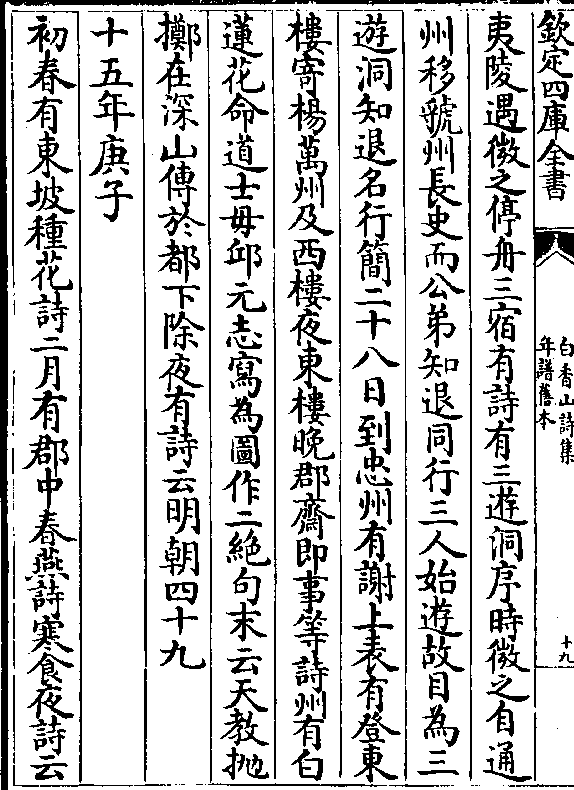 欽定四庫全書
白香山詩集
年譜舊本
十九
夷陵遇微之停舟三宿有詩有三遊洞序時微之自通
州移虢州長史而公弟知退同行三人始遊故目為三
遊洞知退名行簡二十八日到忠州有謝上表有登東
樓寄楊萬州及西樓夜東樓晚郡齋即事等詩州有白
蓮花命道士毋邱元志寫為圖作二絶句末云天教抛
擲在深山傳於都下除夜有詩云明朝四十九
十五年庚子
初春有東坡種花詩二月有郡中春燕詩寒食夜詩云